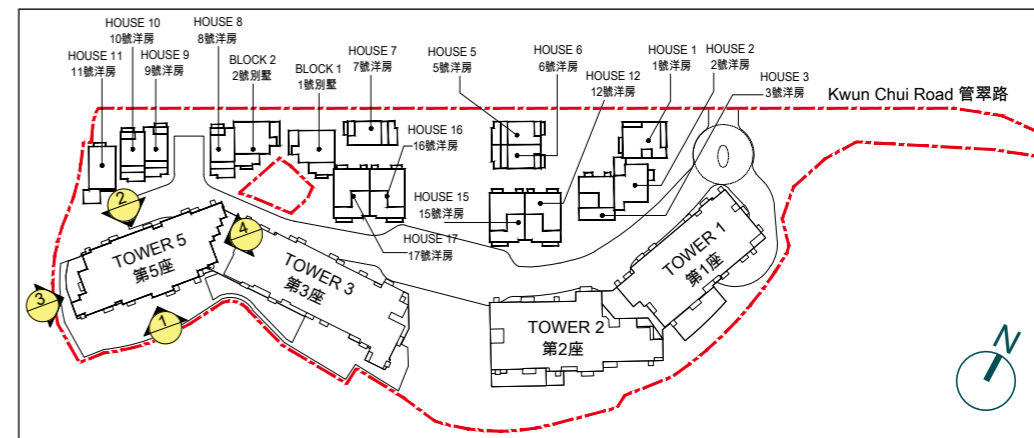 HOUSE 10
10號洋房
HOUSE 8
8號洋房
HOUSE 11
11號洋房
HOUSE 9
9號洋房
BLOCK 2
2號別墅
BLOCK 1
1號別墅
HOUSE 7
7號洋房
HOUSE 5
5號洋房
HOUSE 6
6號洋房
HOUSE 12
12號洋房
HOUSE 1
1號洋房
HOUSE 2
2號洋房
HOUSE 3
3號洋房
Kwun Chui Road 管翠路
HOUSE 16
16號洋房
HOUSE 15
15號洋房
HOUSE 17
17號洋房
2
4
3
1
TOWER 5
第5座
TOWER 3
第3座
TOWER 2
第2座
TOWER 1
第1座
N